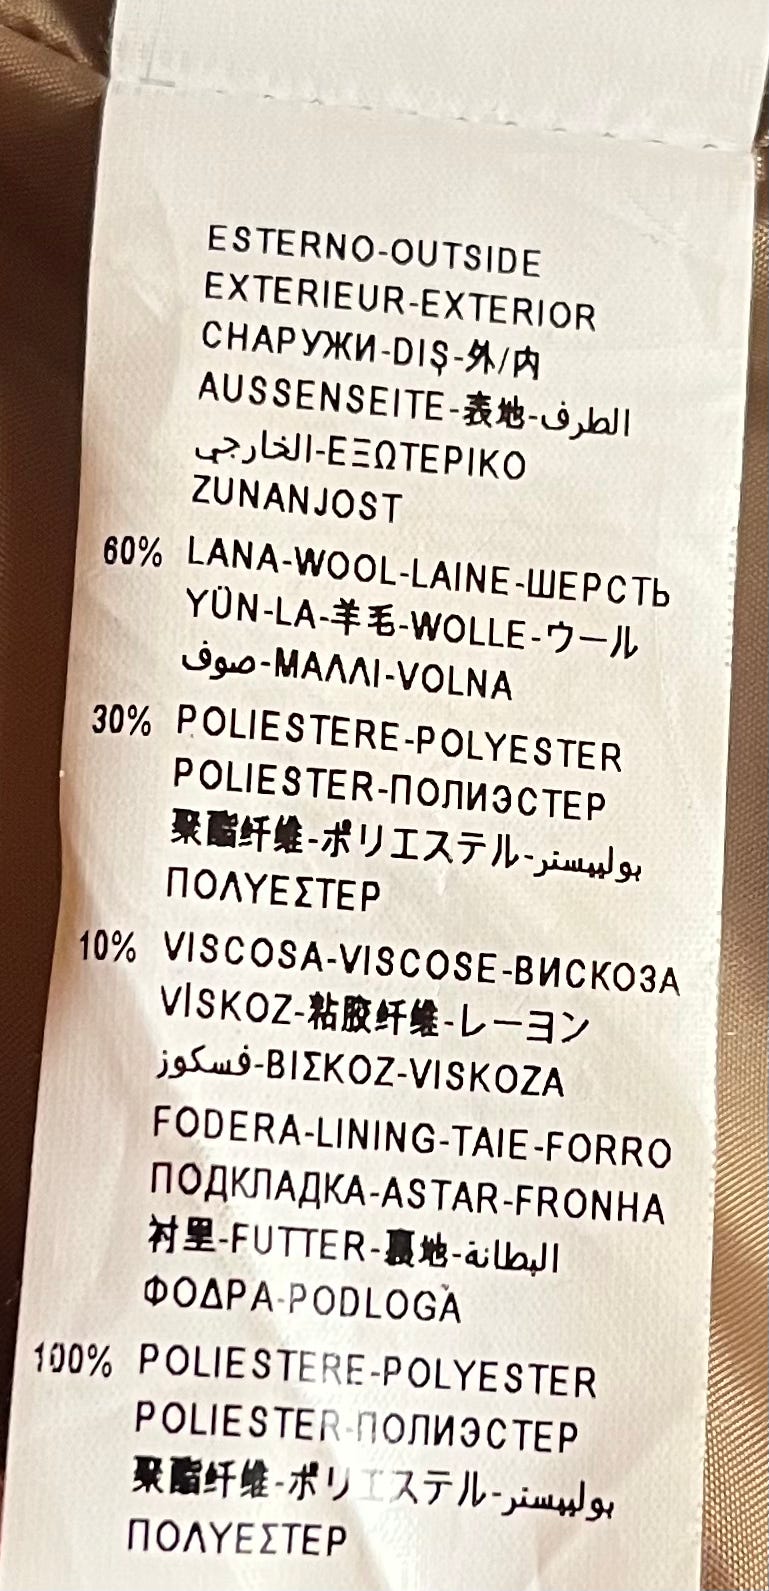 ESTERNO-OUTSIDE
EXTERIEUR-EXTERIOR
СНАРУЖИ-DIŞ-外/内
AUSSENSEITE-表地-الطرف
الخارجي-ΕΞΩΤΕΡΙΚΟ
ZUNANJOST
60% LANA-WOOL-LAINE-ШЕРСТЬ
YÜN-LA-羊毛-WOLLE-ウール
صوف-ΜΑΛΛΙ-VOLNA
30% POLIESTERE-POLYESTER
POLIESTER-ПОЛИЭСТЕР
聚酯纤维-ポリエステル-بوليستر
ΠΟΛΥΕΣΤΕΡ
10% VISCOSA-VISCOSE-ВИСКОЗА
VİSKOZ-粘胶纤维-レーヨン
فسكوز-ΒΙΣΚΟΖ-VISKOZA
FODERA-LINING-TAIE-FORRO
ПОДКЛАДКА-ASTAR-FRONHA
衬里-FUTTER-裏地-البطانة
ΦΟΔΡΑ-PODLOGA
100% POLIESTERE-POLYESTER
POLIESTER-ПОЛИЭСТЕР
聚酯纤维-ポリエステル-بوليستر
ΠΟΛΥΕΣΤΕΡ